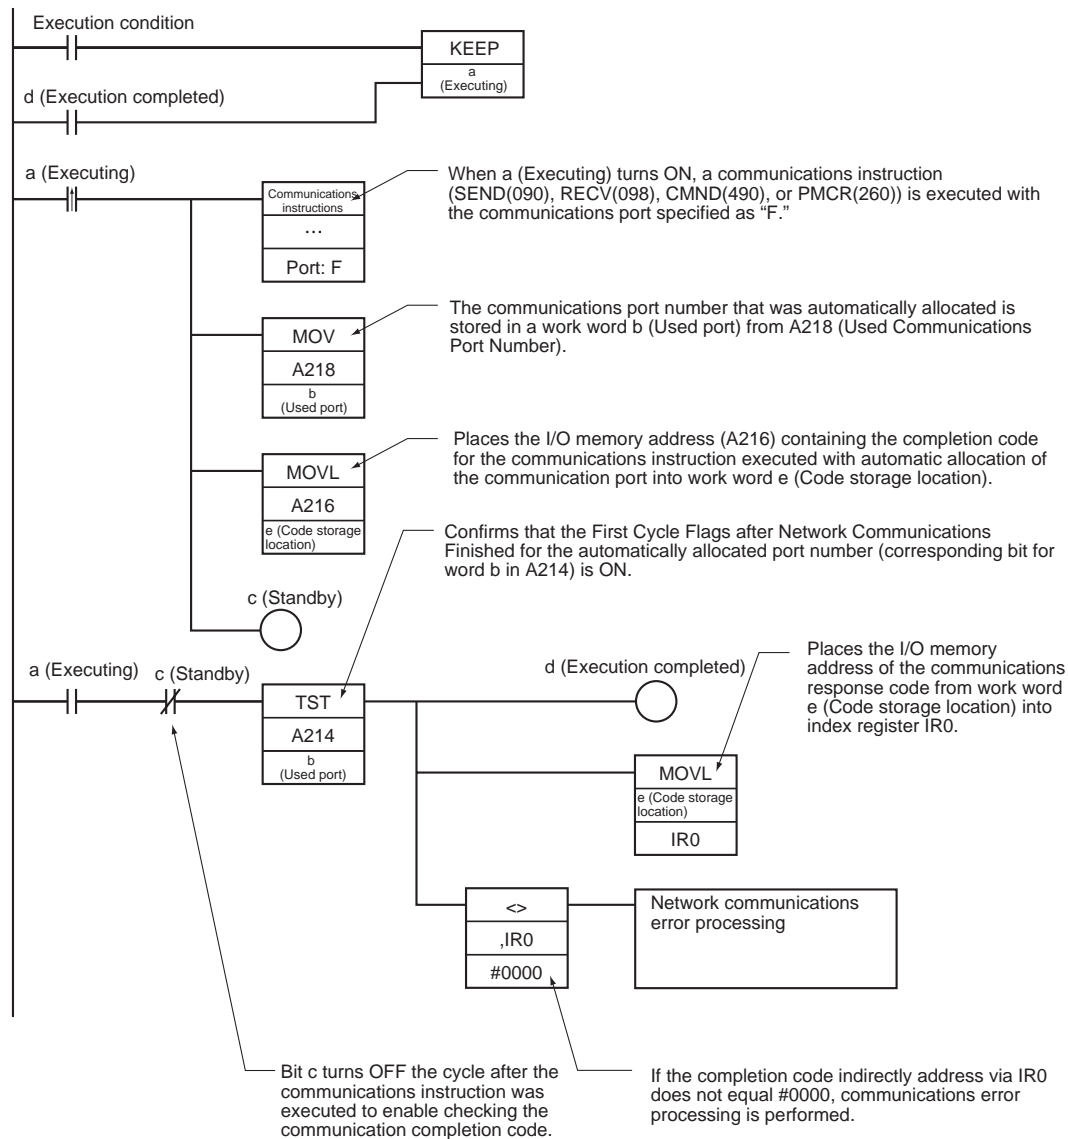 Execution condition
KEEP
a
(Executing)
d (Execution completed)
a (Executing)
Communications
instructions
...
Port: F
When a (Executing) turns ON, a communications instruction
(SEND(090), RECV(098), CMND(490), or PMCR(260)) is executed with
the communications port specified as “F.”
MOV
A218
b
(Used port)
The communications port number that was automatically allocated is
stored in a work word b (Used port) from A218 (Used Communications
Port Number).
MOVL
A216
e (Code storage
location)
Places the I/O memory address (A216) containing the completion code
for the communications instruction executed with automatic allocation of
the communication port into work word e (Code storage location).
Confirms that the First Cycle Flags after Network Communications
Finished for the automatically allocated port number (corresponding bit for
word b in A214) is ON.
c (Standby)
a (Executing)
c (Standby)
TST
A214
b
(Used port)
d (Execution completed)
Places the I/O memory
address of the communications
response code from work word
e (Code storage location) into
index register IR0.
MOVL
e (Code storage
location)
IR0
<>
,IR0
#0000
Network communications
error processing
Bit c turns OFF the cycle after the
communications instruction was
executed to enable checking the
communication completion code.
If the completion code indirectly address via IR0
does not equal #0000, communications error
processing is performed.